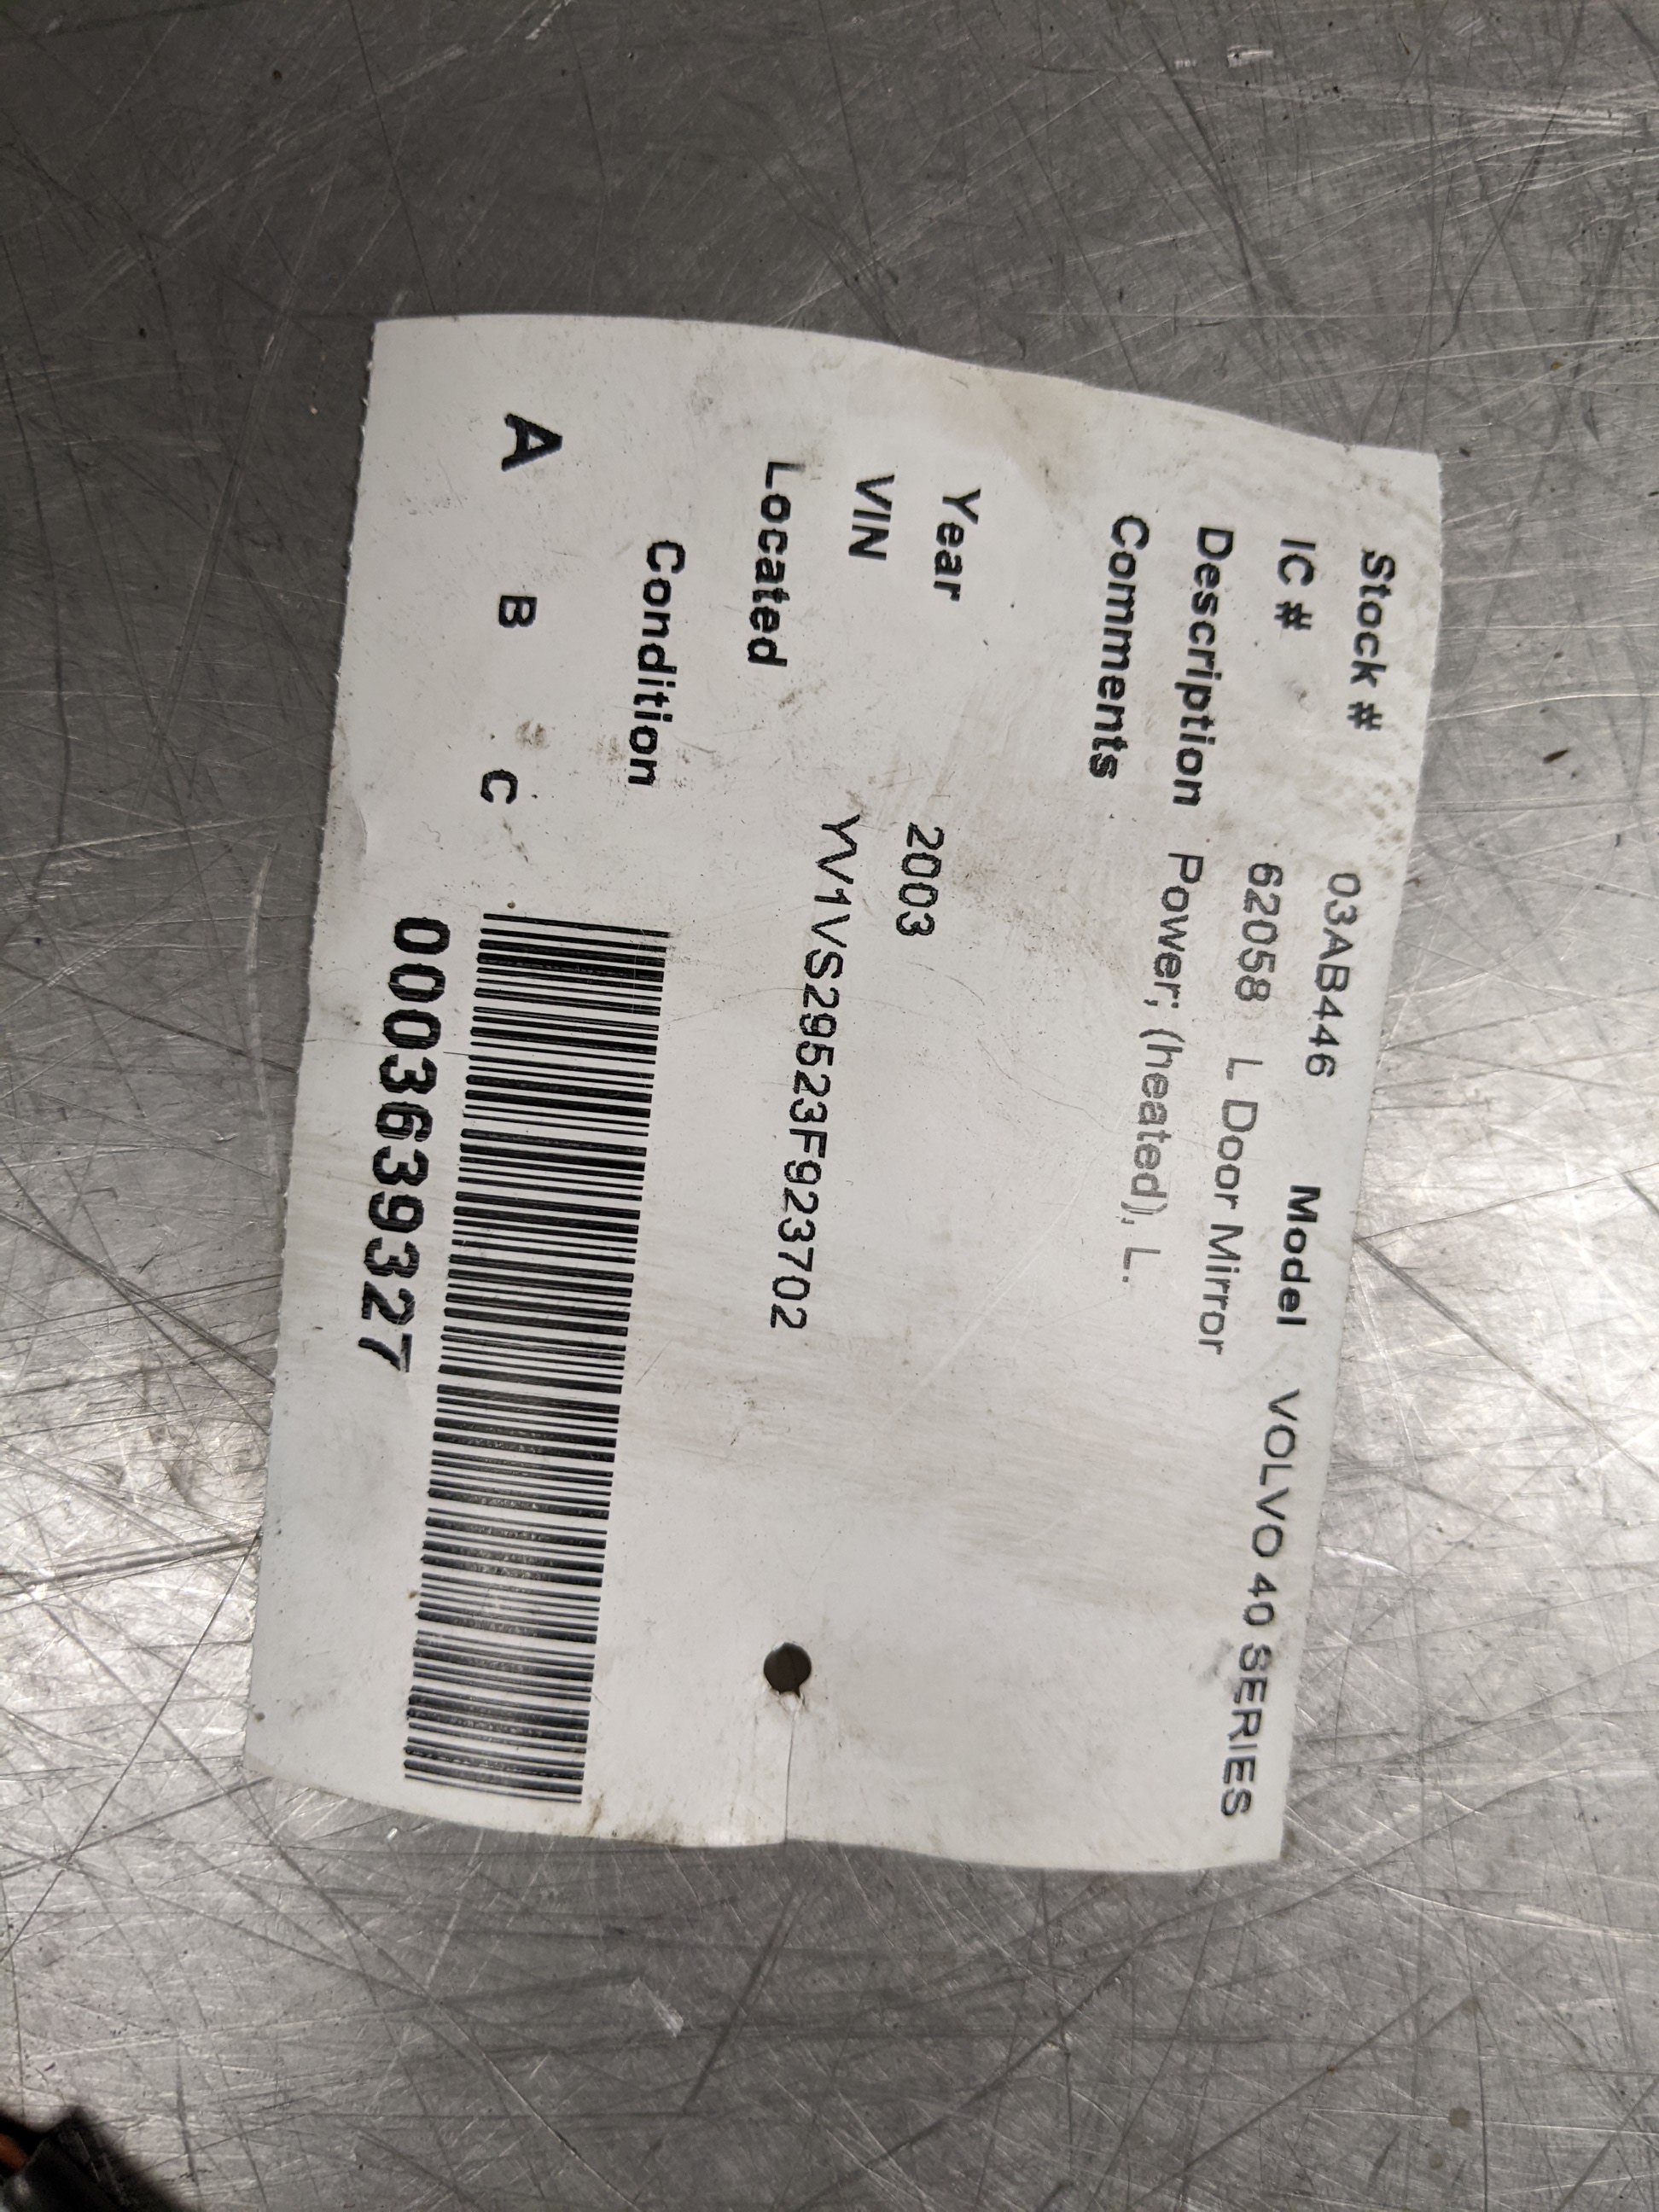 Stock # 03AB446 Model VOLVO 40 SERIES
IC # 62058 L Door Mirror
Description Power; (heated), L.
Comments
Year 2003
VIN YV1VS29523F923702
Located
Condition
A B C
0003639327